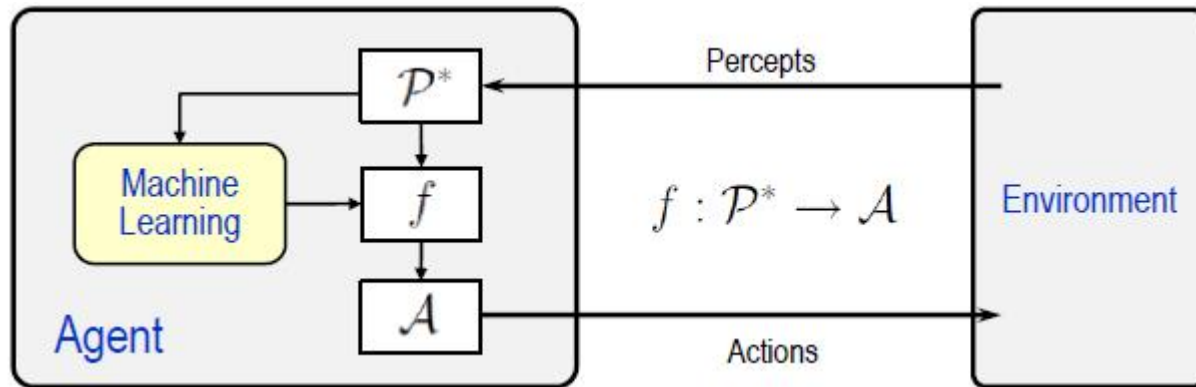 Percepts
𝒫*
Machine
Learning
f
f : 𝒫* → 𝒜
Environment
𝒜
Agent
Actions